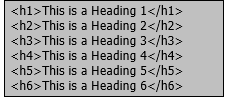 <h1>This is a Heading 1</h1>
<h2>This is a Heading 2</h2>
<h3>This is a Heading 3</h3>
<h4>This is a Heading 4</h4>
<h5>This is a Heading 5</h5>
<h6>This is a Heading 6</h6>